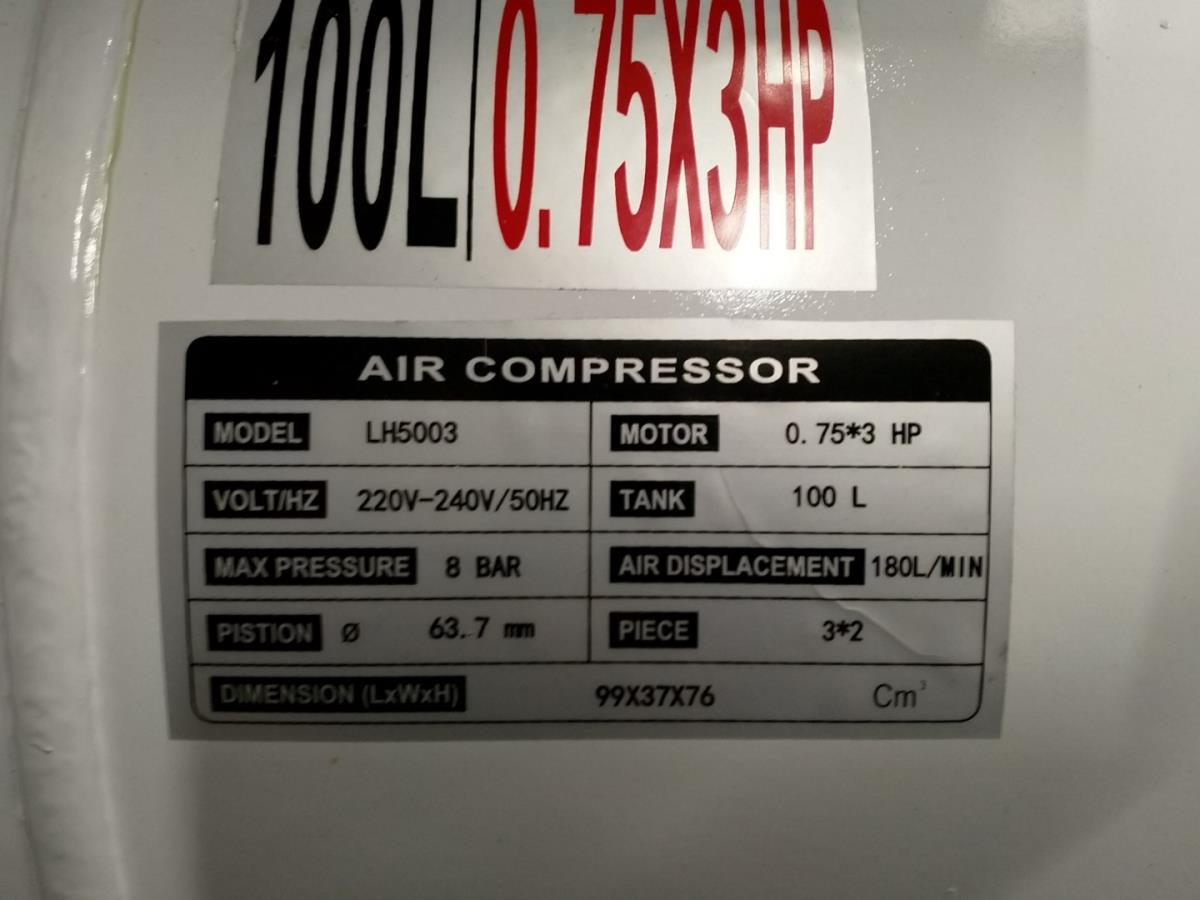 100L | 0.75X3HP
AIR COMPRESSOR
MODEL LH5003 MOTOR 0.75*3 HP
VOLT/HZ 220V-240V/50HZ TANK 100 L
MAX PRESSURE 8 BAR AIR DISPLACEMENT 180L/MIN
PISTION Ø 63.7 mm PIECE 3*2
DIMENSION (LxWxH) 99X37X76 Cm³